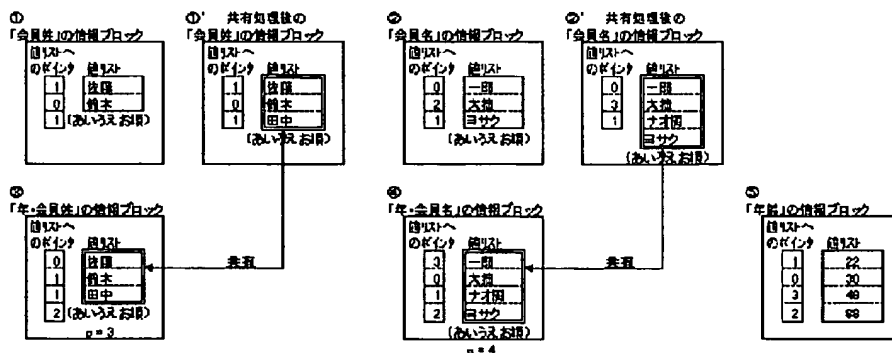 ①
「会員姓」の情報ブロック
値リストへ
のポインタ 値リスト
1 佐藤
0 鈴木
1 (あいうえお順)
①' 共有処理後の
「会員姓」の情報ブロック
値リストへ
のポインタ 値リスト
1 佐藤
0 鈴木
1 田中
(あいうえお順)
②
「会員名」の情報ブロック
値リストへ
のポインタ 値リスト
0 一郎
2
1 ヨサク
(あいうえお順)
②' 共有処理後の
「会員名」の情報ブロック
値リストへ
のポインタ 値リスト
0 一郎
3
1
ヨサク
(あいうえお順)
③
「年・会員姓」の情報ブロック
値リストへ
のポインタ 値リスト
0 佐藤
1 鈴木
1 田中
2 (あいうえお順)
p = 3
共有
④
「年・会員名」の情報ブロック
値リストへ
のポインタ 値リスト
3 一郎
0
1
2 ヨサク
(あいうえお順)
p = 4
共有
⑤
「年齢」の情報ブロック
値リストへ
のポインタ 値リスト
1 22
0 30
3
2